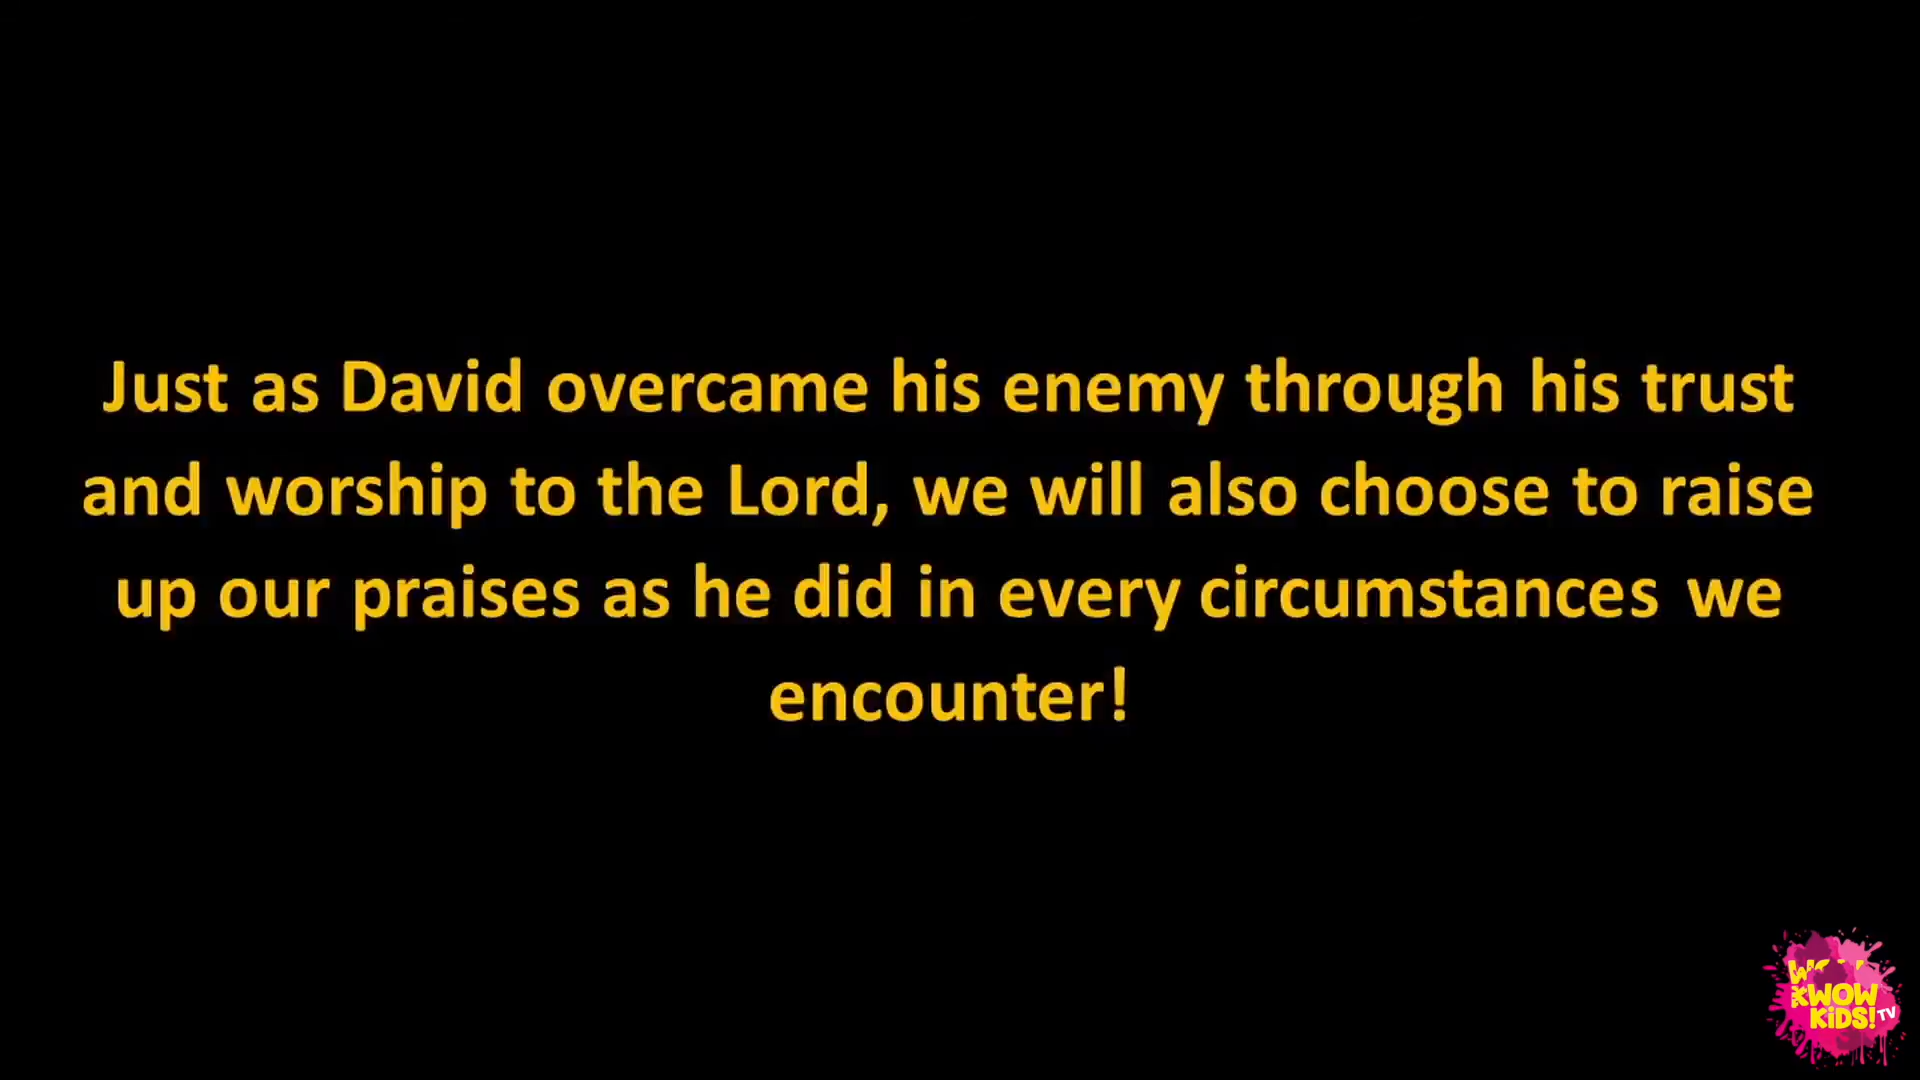 Just as David overcame his enemy through his trust
and worship to the Lord, we will also choose to raise
up our praises as he did in every circumstances we
encounter!
WOW
KIDS!TV